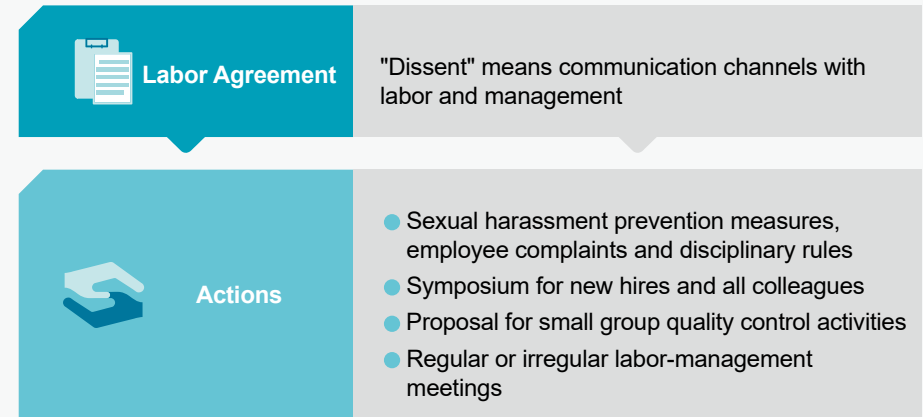 Labor Agreement
"Dissent" means communication channels with
labor and management
Actions
Sexual harassment prevention measures,
employee complaints and disciplinary rules
Symposium for new hires and all colleagues
Proposal for small group quality control activities
Regular or irregular labor-management
meetings